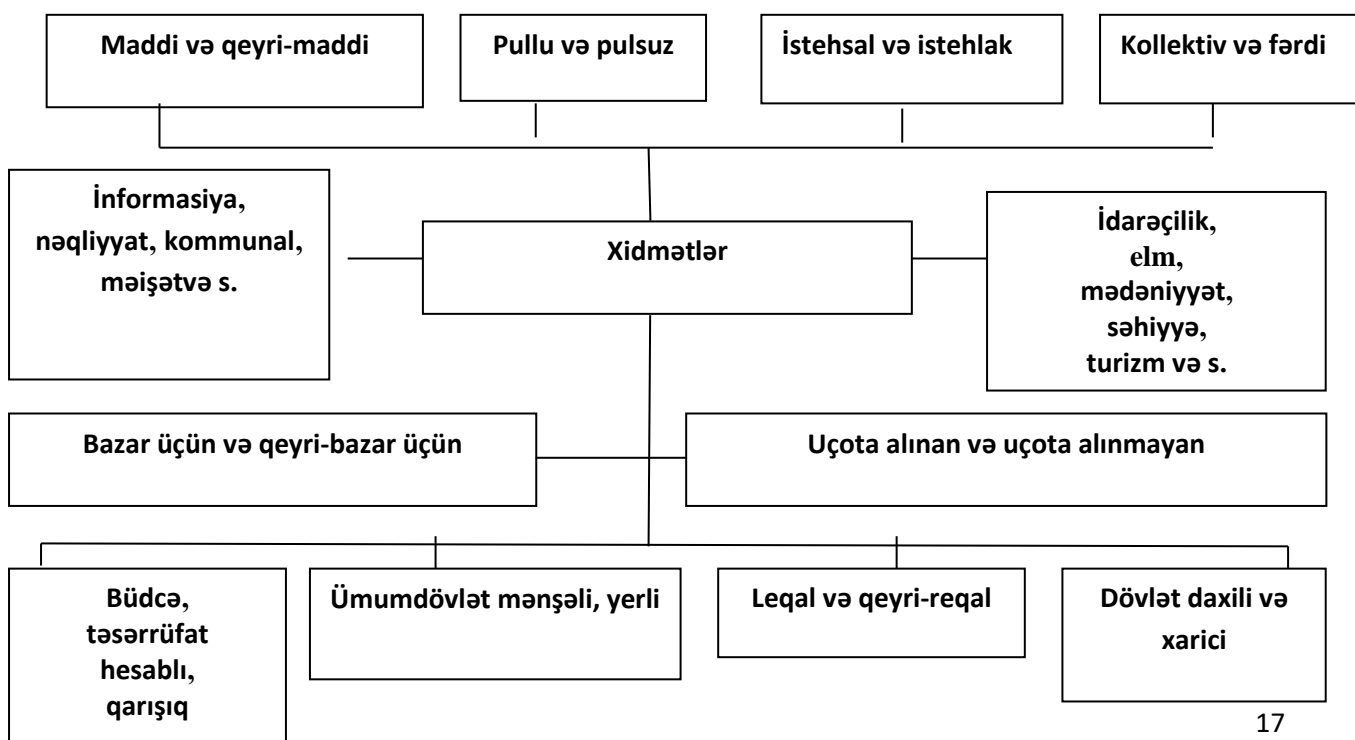 Maddi və qeyri-maddi
Pullu və pulsuz
İstehsal və istehlak
Kollektiv və fərdi
İnformasiya,
nəqliyyat, kommunal,
məişətvə s.
Xidmətlər
İdarəçilik,
elm,
mədəniyyət,
səhiyyə,
turizm və s.
Bazar üçün və qeyri-bazar üçün
Uçota alınan və uçota alınmayan
Büdcə,
təsərrüfat
hesablı,
qarışıq
Ümumdövlət mənşəli, yerli
Leqal və qeyri-reqal
Dövlət daxili və
xarici
17